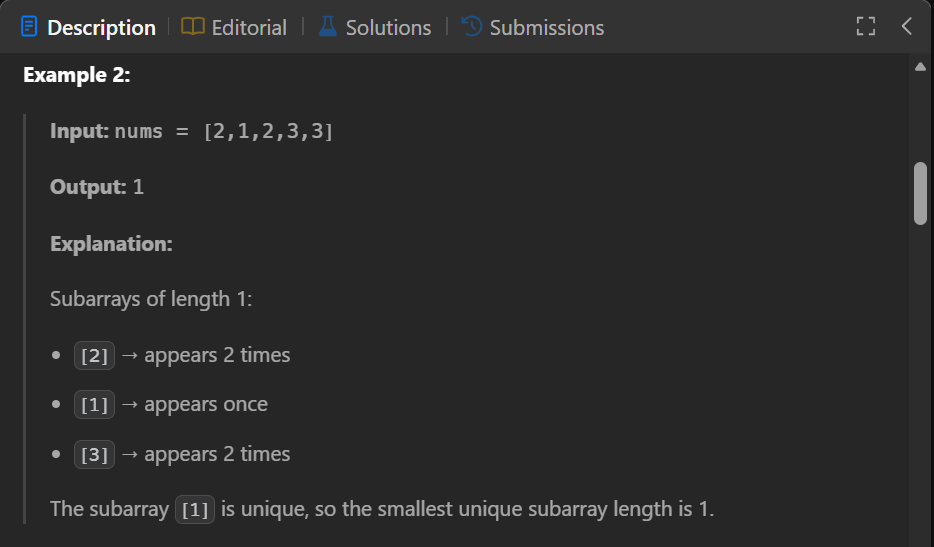 Description | Editorial | Solutions | Submissions
Example 2:
Input: nums = [2,1,2,3,3]
Output: 1
Explanation:
Subarrays of length 1:
• [2] → appears 2 times
• [1] → appears once
• [3] → appears 2 times
The subarray [1] is unique, so the smallest unique subarray length is 1.